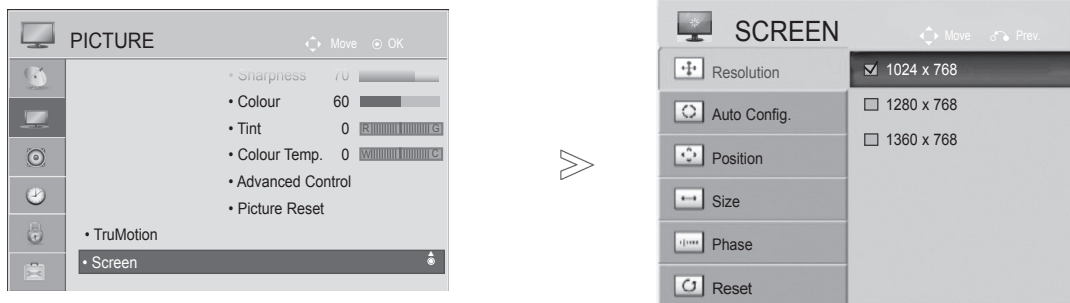 PICTURE
Move OK
• Sharpness 70
• Colour 60
• Tint 0 R G
• Colour Temp. 0 W C
• Advanced Control
• Picture Reset
• TruMotion
• Screen
SCREEN
Move Prev.
Resolution
Auto Config.
Position
Size
Phase
Reset
1024 x 768
1280 x 768
1360 x 768